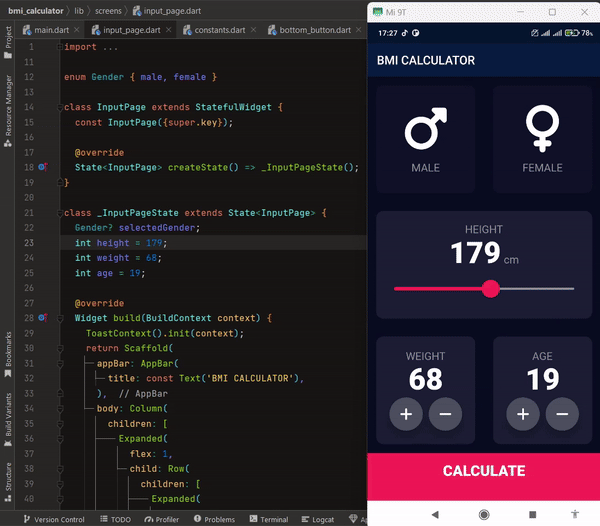 bmi_calculator > lib > screens > input_page.dart
main.dart × input_page.dart × constants.dart × bottom_button.dart ×
Project
Resource Manager
Bookmarks
Build Variants
Structure
1 import ...
11
12 enum Gender { male, female }
13
14 class InputPage extends StatefulWidget {
15 const InputPage({super.key});
16
17 @override
18 State<InputPage> createState() => _InputPageState();
19 }
20
21 class _InputPageState extends State<InputPage> {
22 Gender? selectedGender;
23 int height = 179;
24 int weight = 68;
25 int age = 19;
26
27 @override
28 Widget build(BuildContext context) {
29 ToastContext().init(context);
30 return Scaffold(
31 appBar: AppBar(
32 title: const Text('BMI CALCULATOR'),
33 ), // AppBar
34 body: Column(
35 children: [
36 Expanded(
37 flex: 1,
38 child: Row(
39 children: [
40 Expanded(
Version Control TODO Profiler Problems Terminal Logcat
Mi 9T
17:27 78%
BMI CALCULATOR
MALE FEMALE
HEIGHT
179 cm
WEIGHT AGE
68 19
+ − + −
CALCULATE